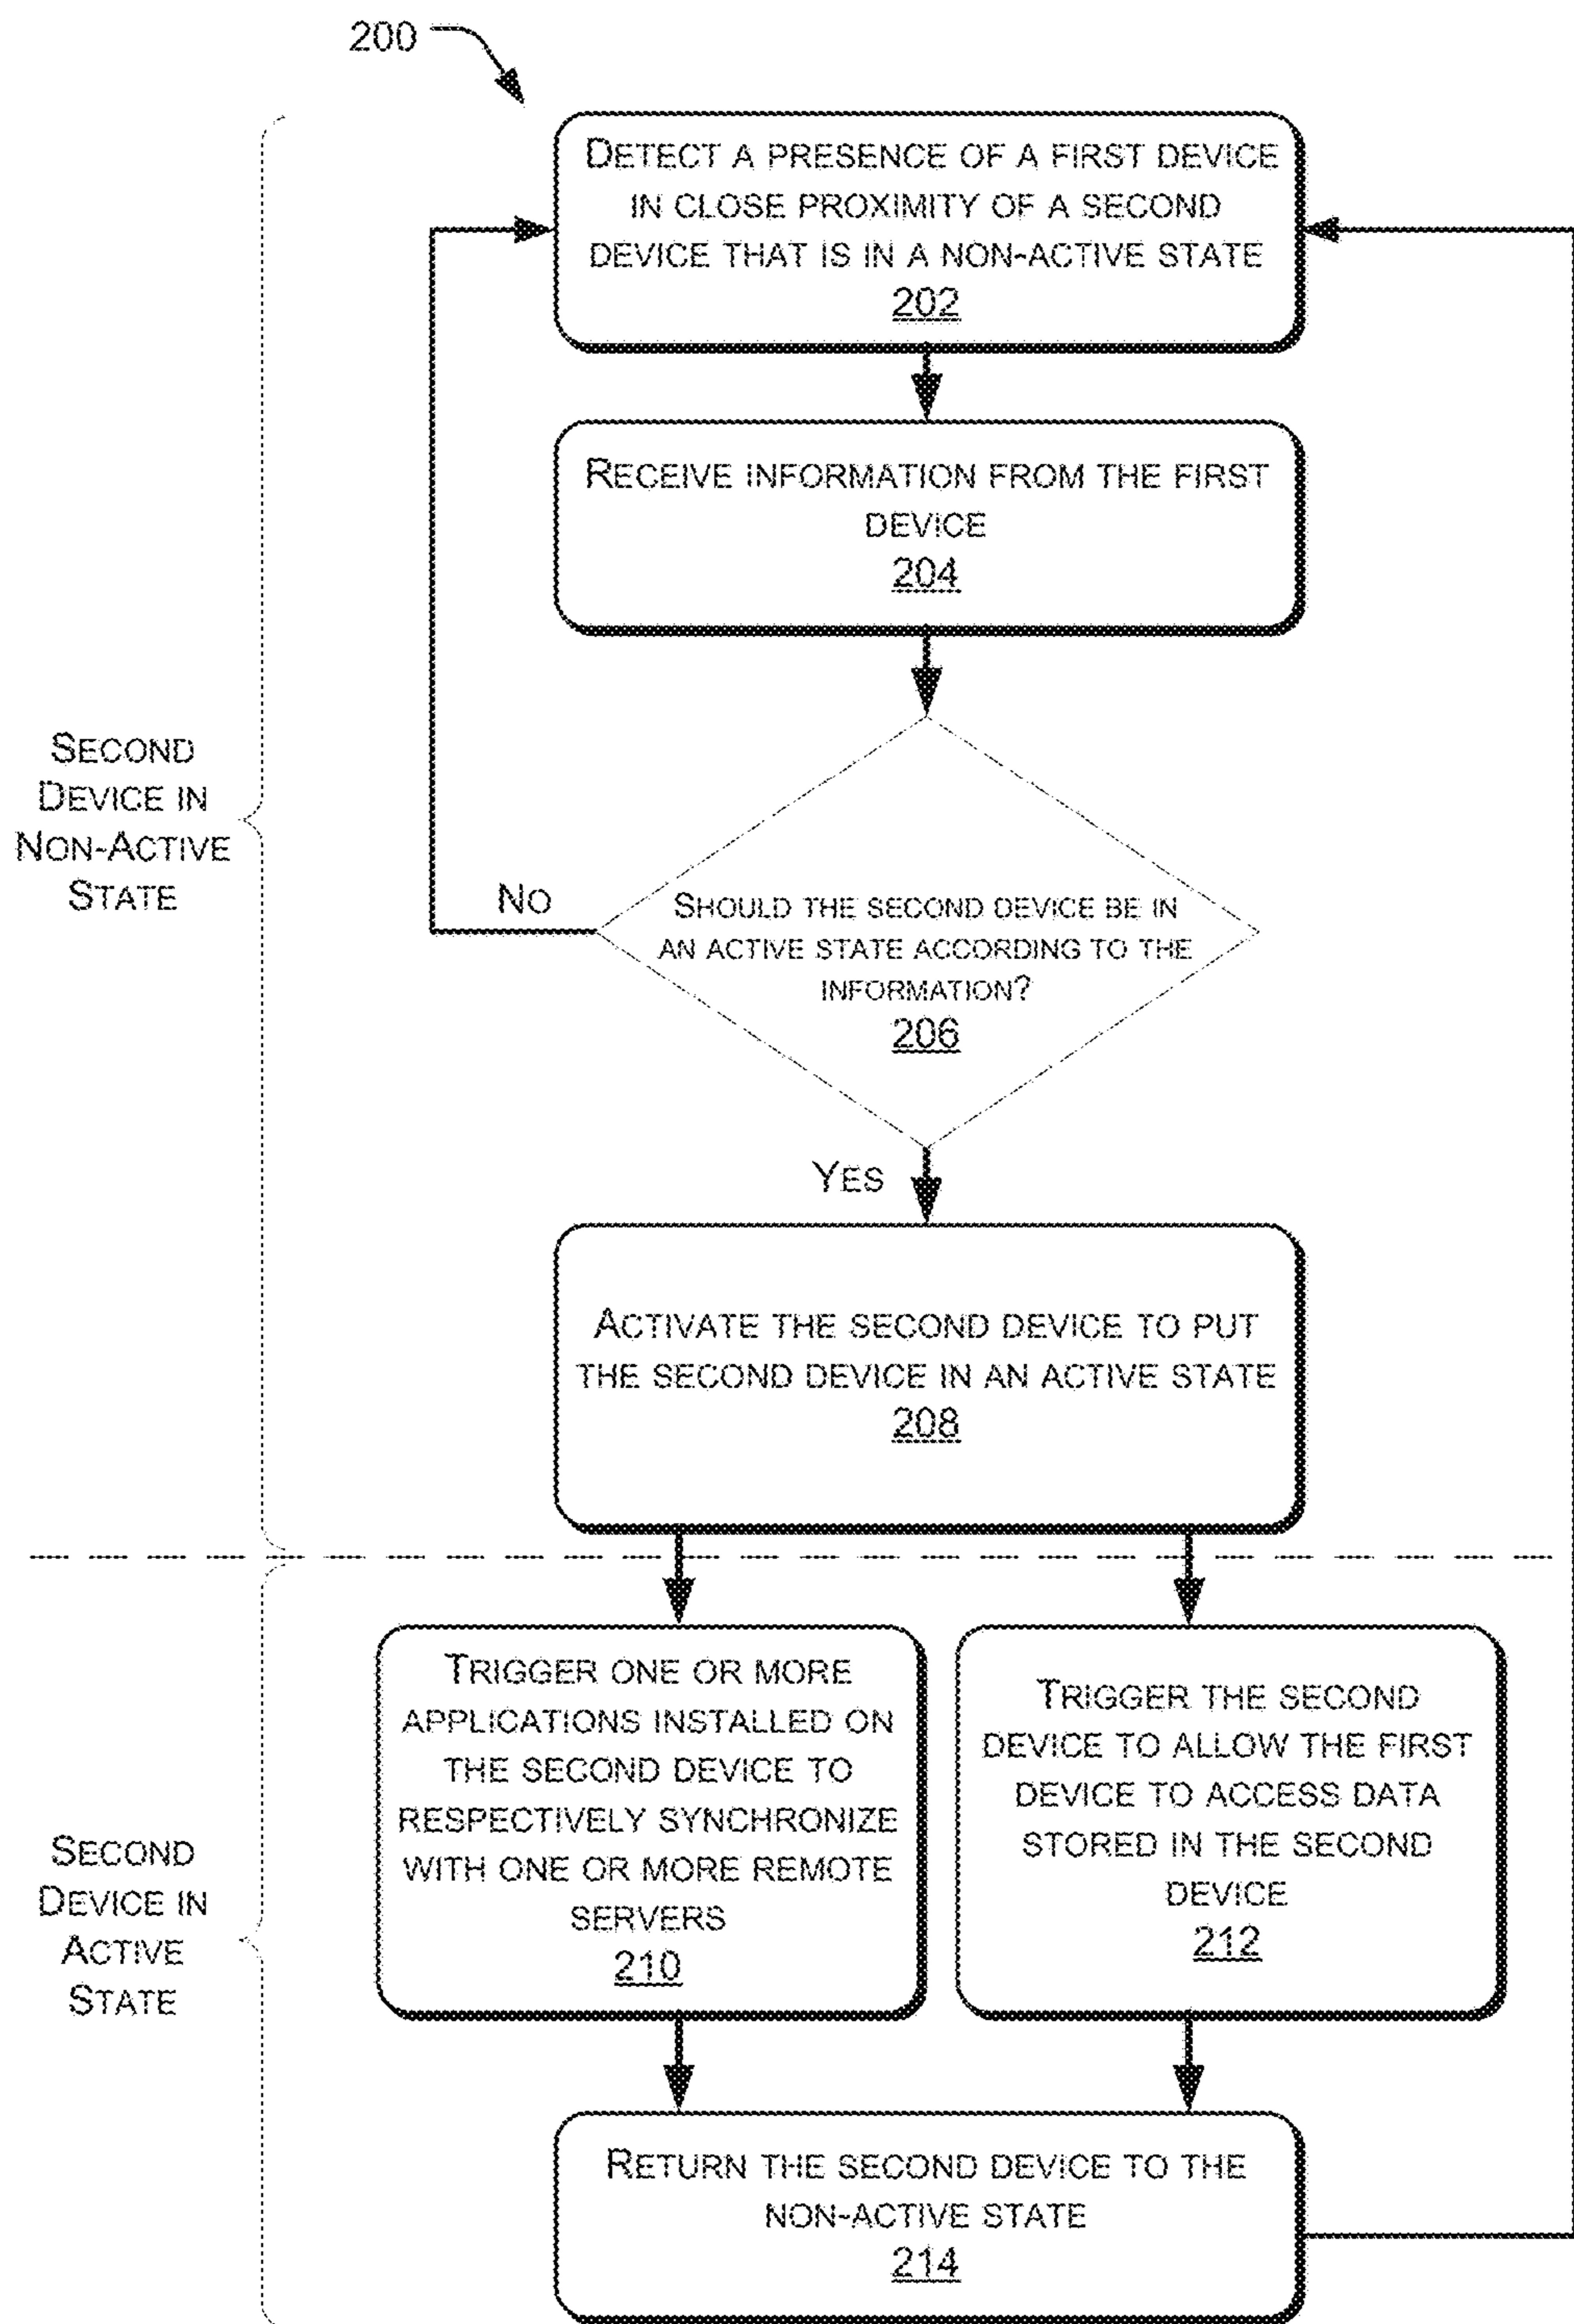 200
DETECT A PRESENCE OF A FIRST DEVICE
IN CLOSE PROXIMITY OF A SECOND
DEVICE THAT IS IN A NON-ACTIVE STATE
202
RECEIVE INFORMATION FROM THE FIRST
DEVICE
204
SECOND
DEVICE IN
NON-ACTIVE
STATE
NO
SHOULD THE SECOND DEVICE BE IN
AN ACTIVE STATE ACCORDING TO THE
INFORMATION?
206
YES
ACTIVATE THE SECOND DEVICE TO PUT
THE SECOND DEVICE IN AN ACTIVE STATE
208
TRIGGER ONE OR MORE
APPLICATIONS INSTALLED ON
THE SECOND DEVICE TO
RESPECTIVELY SYNCHRONIZE
WITH ONE OR MORE REMOTE
SERVERS
210
TRIGGER THE SECOND
DEVICE TO ALLOW THE FIRST
DEVICE TO ACCESS DATA
STORED IN THE SECOND
DEVICE
212
SECOND
DEVICE IN
ACTIVE
STATE
RETURN THE SECOND DEVICE TO THE
NON-ACTIVE STATE
214